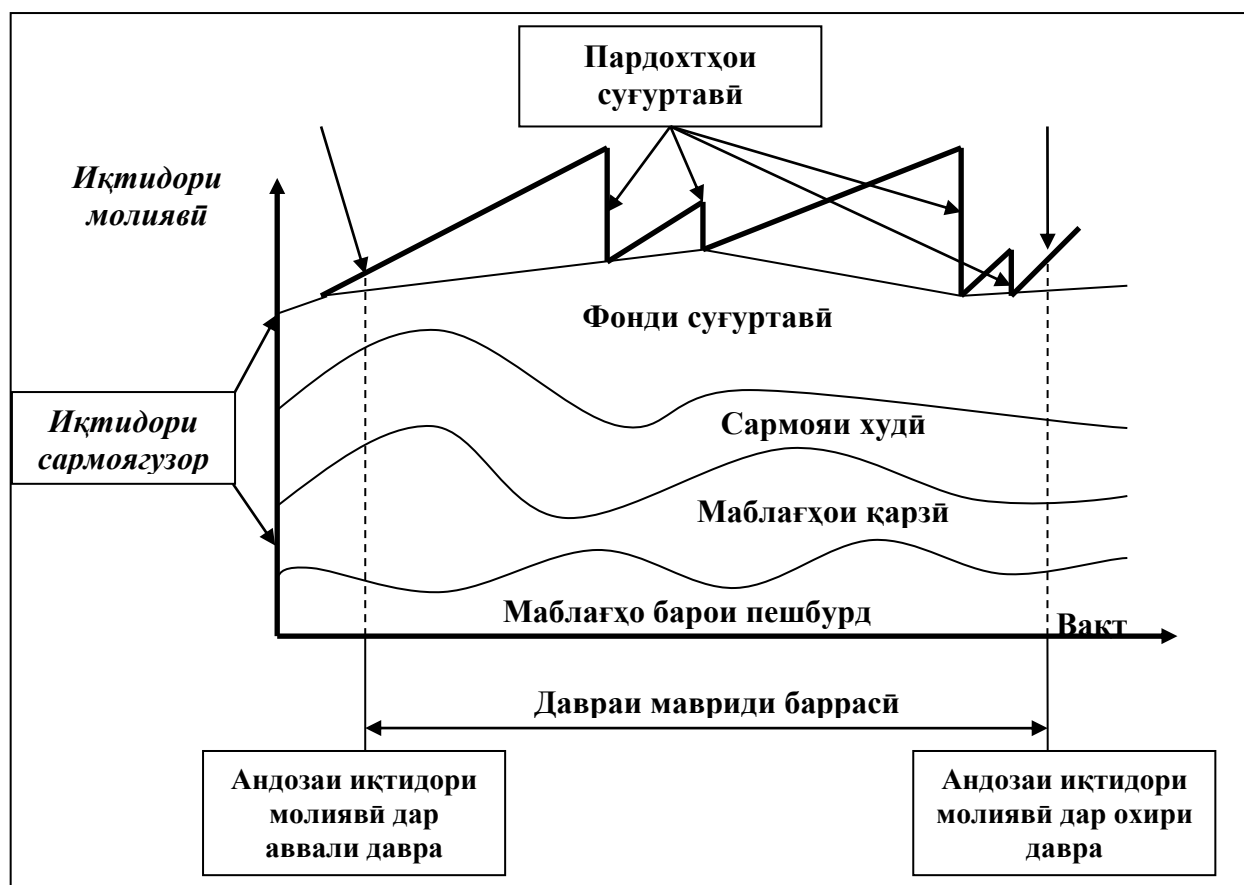 Пардохтҳои
суғуртавӣ
Иқтидори
молиявӣ
Фонди суғуртавӣ
Иқтидори
сармоягузор
Сармояи худӣ
Маблағҳои қарзӣ
Маблағҳо барои пешбурд
Вақт
Давраи мавриди баррасӣ
Андозаи иқтидори
молиявӣ дар
аввали давра
Андозаи иқтидори
молиявӣ дар охири
давра